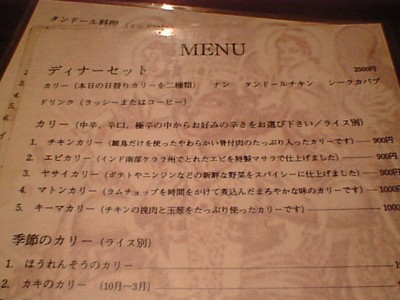 タンドール料理
MENU
ディナーセット 2500円
カリー（本日の日替りカリーを二種類） ナン タンドールチキン シークカバブ
ドリンク（ラッシーまたはコーヒー）
カリー（中辛、辛口、極辛の中からお好みの辛さをお選び下さい／ライス別）
1. チキンカリー（雛鳥だけを使ったやわらかい骨付肉のたっぷり入ったカリーです） 900円
2. エビカリー（インド南部ケララ州でとれたエビを特製マサラで仕上げました） 900円
3. ヤサイカリー（ポテトやニンジンなどの新鮮な野菜をスパイシーに仕上げました） 900円
4. マトンカリー（ラムチョップを時間をかけて煮込んだまろやかな味のカリーです） 1000円
5. キーマカリー（チキンの挽肉と玉葱をたっぷり使ったカリーです） 1000
季節のカリー（ライス別）
1. ほうれんそうのカリー
2. カキのカリー （10月～3月）